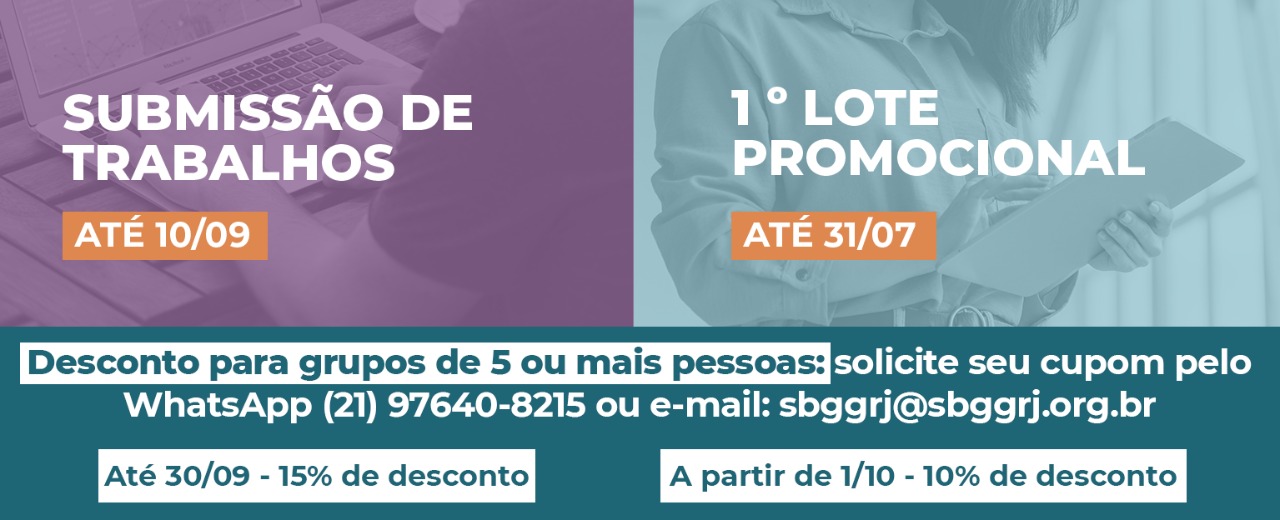 SUBMISSÃO DE
TRABALHOS
ATÉ 10/09
1 º LOTE
PROMOCIONAL
ATÉ 31/07
Desconto para grupos de 5 ou mais pessoas: solicite seu cupom pelo
WhatsApp (21) 97640-8215 ou e-mail: sbggrj@sbggrj.org.br
Até 30/09 - 15% de desconto
A partir de 1/10 - 10% de desconto